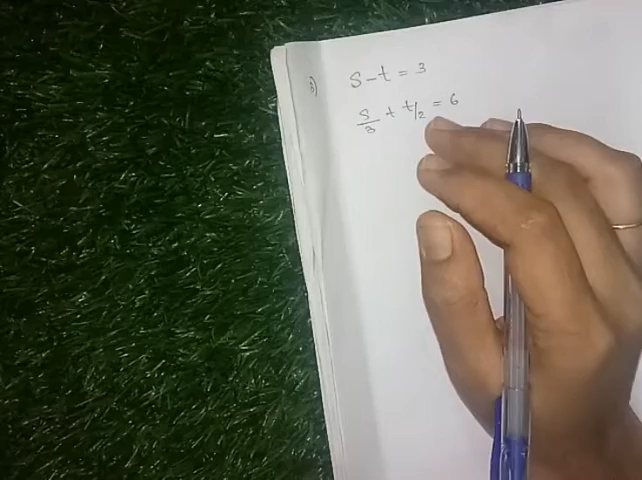 3) s - t = 3
s/3 + t/2 = 6